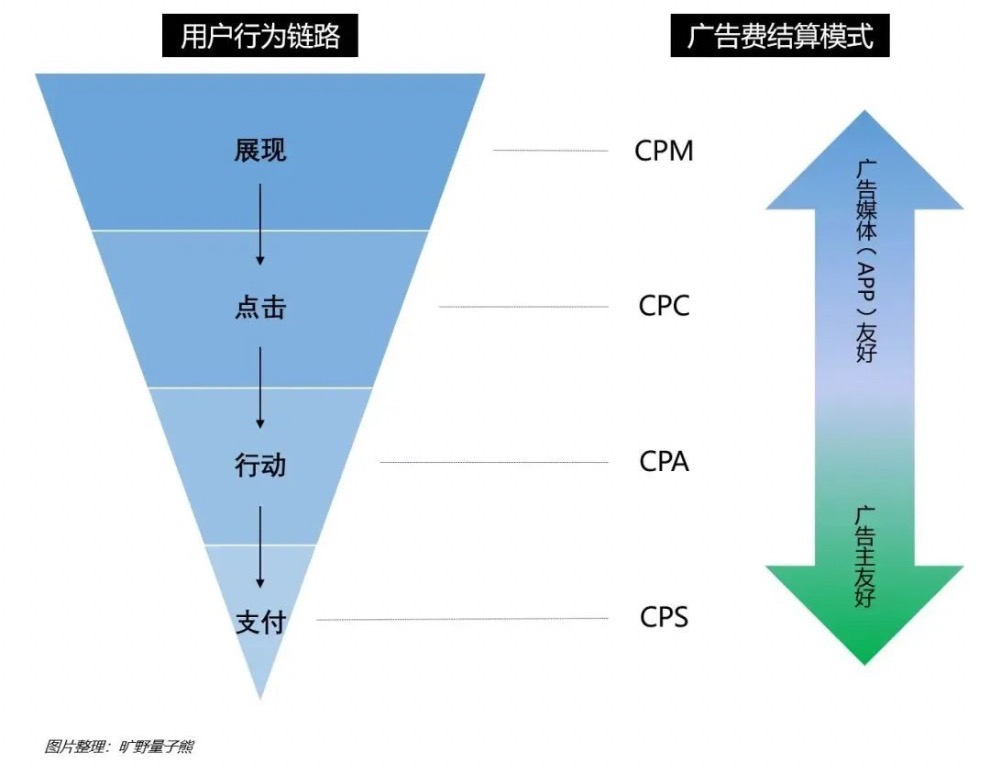 用户行为链路
广告费结算模式
展现
CPM
点击
CPC
行动
CPA
支付
CPS
广告媒体（APP）友好
广告主友好
图片整理：旷野量子熊